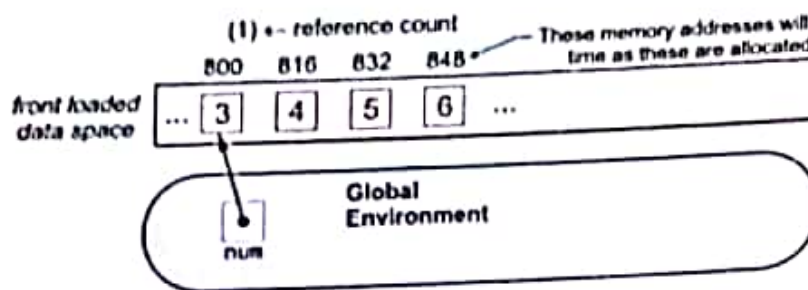 (1) ← reference count
These memory addresses will
time as these are allocated
800 816 832 848
front loaded
data space
... 3 4 5 6 ...
Global
Environment
num